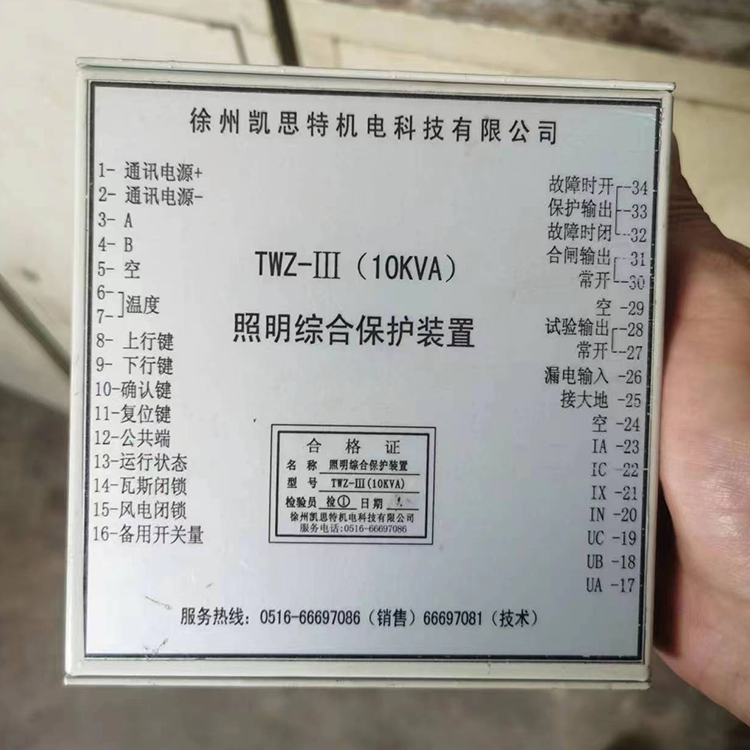 徐州凯思特机电科技有限公司
1- 通讯电源+
2- 通讯电源-
3- A
4- B
5- 空
6-
7-
温度
8- 上行键
9- 下行键
10-确认键
11-复位键
12-公共端
13-运行状态
14-瓦斯闭锁
15-风电闭锁
16-备用开关量
TWZ-III（10KVA）
照明综合保护装置
故障时开 -34
保护输出 -33
故障时闭 -32
合闸输出 -31
常开 -30
空 -29
试验输出 -28
常开 -27
漏电输入 -26
接大地 -25
空 -24
IA -23
IC -22
IX -21
IN -20
UC -19
UB -18
UA -17
合格证
名称 照明综合保护装置
型号 TWZ-III(10KVA)
检验员 检① 日期
徐州凯思特机电科技有限公司
服务电话:0516-66697086
服务热线：0516-66697086（销售）66697081（技术）